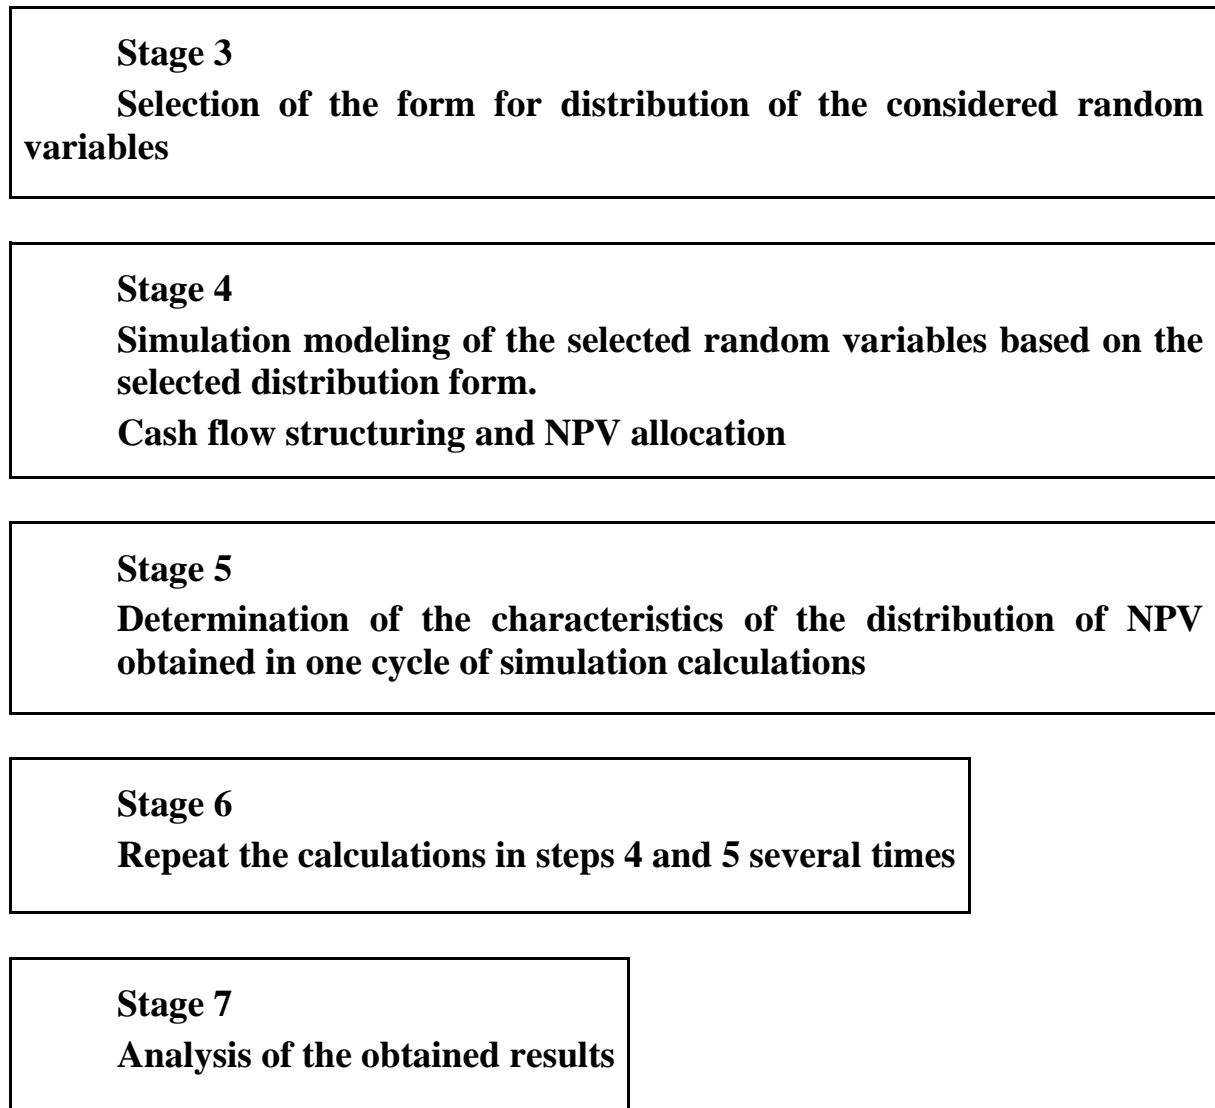 Stage 3
Selection of the form for distribution of the considered random
variables
Stage 4
Simulation modeling of the selected random variables based on the
selected distribution form.
Cash flow structuring and NPV allocation
Stage 5
Determination of the characteristics of the distribution of NPV
obtained in one cycle of simulation calculations
Stage 6
Repeat the calculations in steps 4 and 5 several times
Stage 7
Analysis of the obtained results